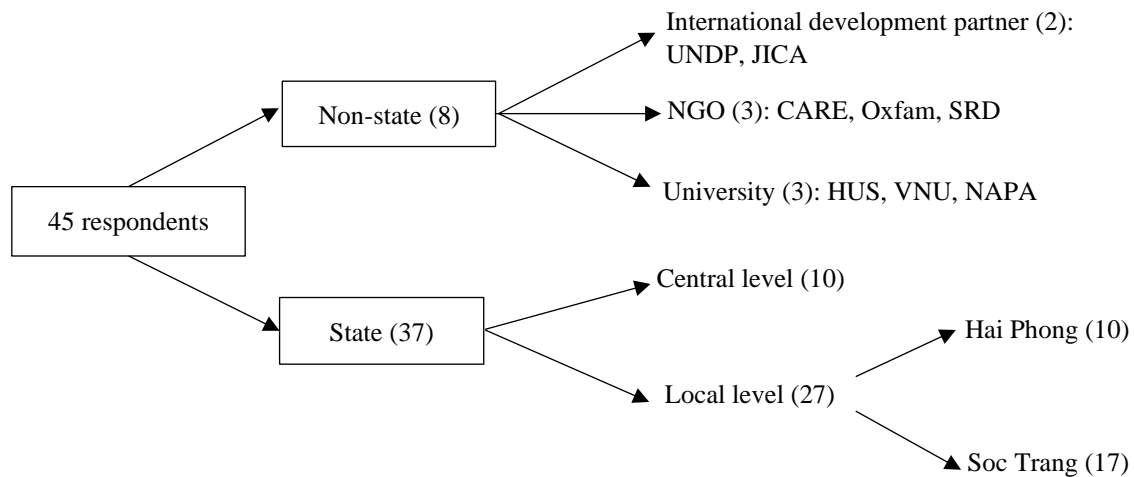 International development partner (2):
UNDP, JICA
Non-state (8)
NGO (3): CARE, Oxfam, SRD
University (3): HUS, VNU, NAPA
45 respondents
Central level (10)
State (37)
Hai Phong (10)
Local level (27)
Soc Trang (17)